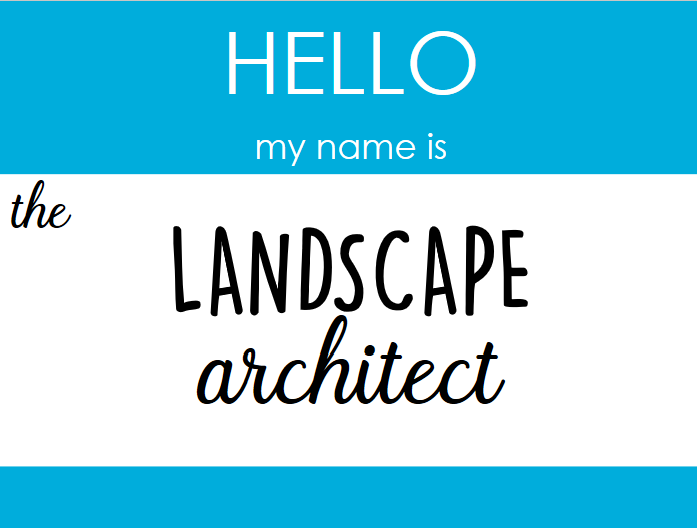 HELLO
my name is
the
LANDSCAPE
architect